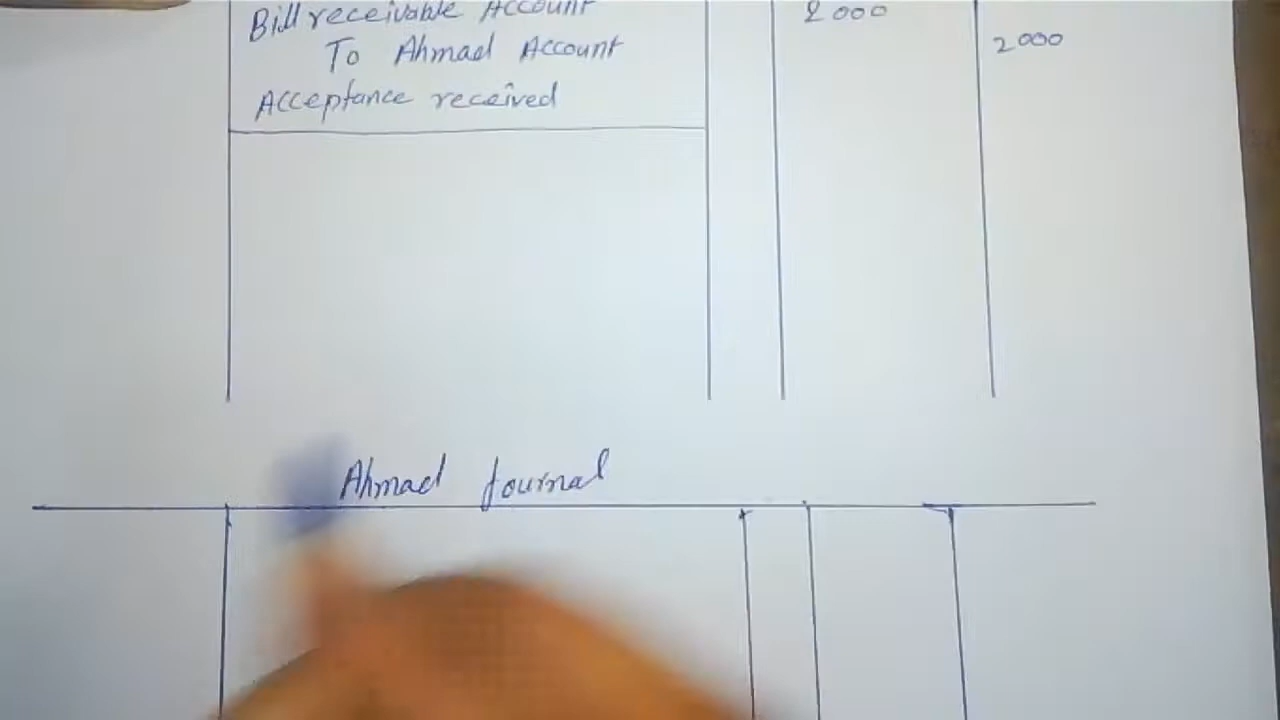 Bill receivable Account 2000
To Ahmad Account 2000
Acceptance received
Ahmad Journal